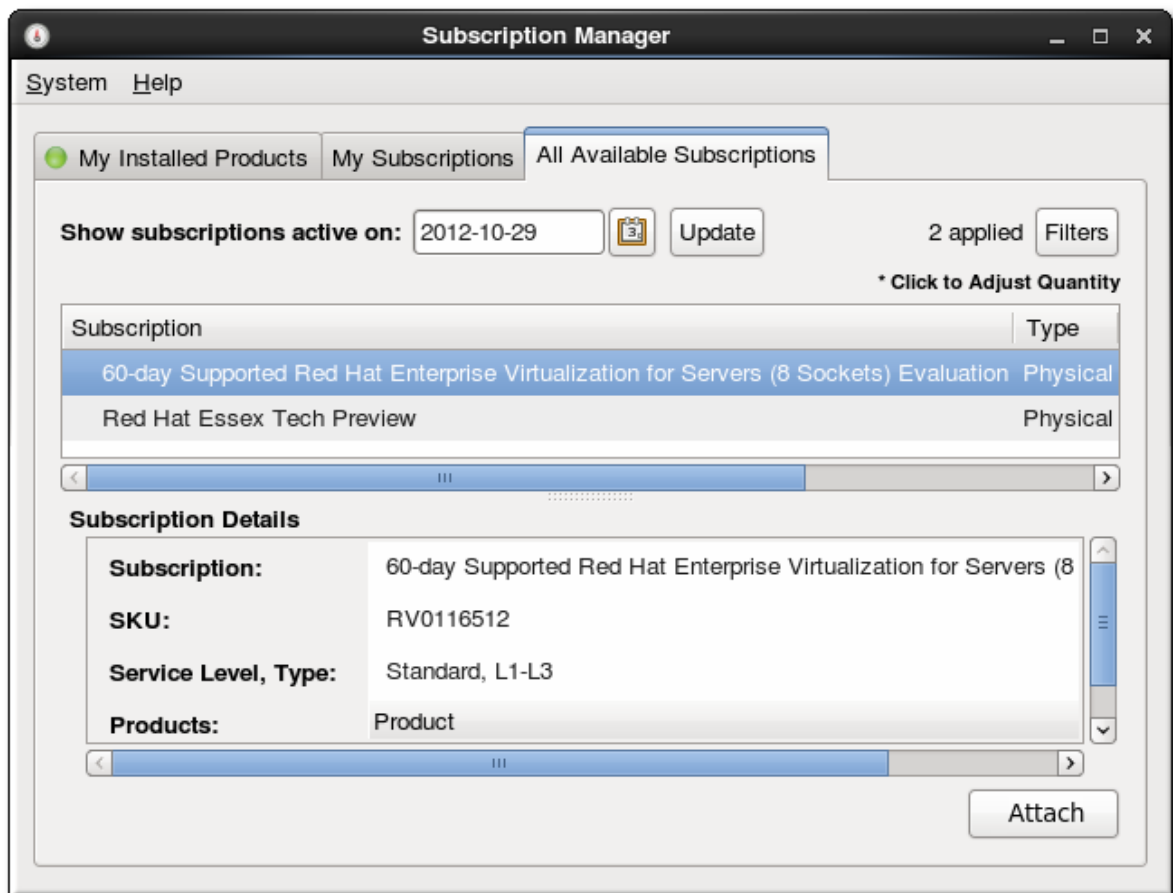 Subscription Manager
System Help
My Installed Products My Subscriptions All Available Subscriptions
Show subscriptions active on: 2012-10-29 Update 2 applied Filters
* Click to Adjust Quantity
Subscription Type
60-day Supported Red Hat Enterprise Virtualization for Servers (8 Sockets) Evaluation Physical
Red Hat Essex Tech Preview Physical
Subscription Details
Subscription: 60-day Supported Red Hat Enterprise Virtualization for Servers (8
SKU: RV0116512
Service Level, Type: Standard, L1-L3
Products: Product
Attach